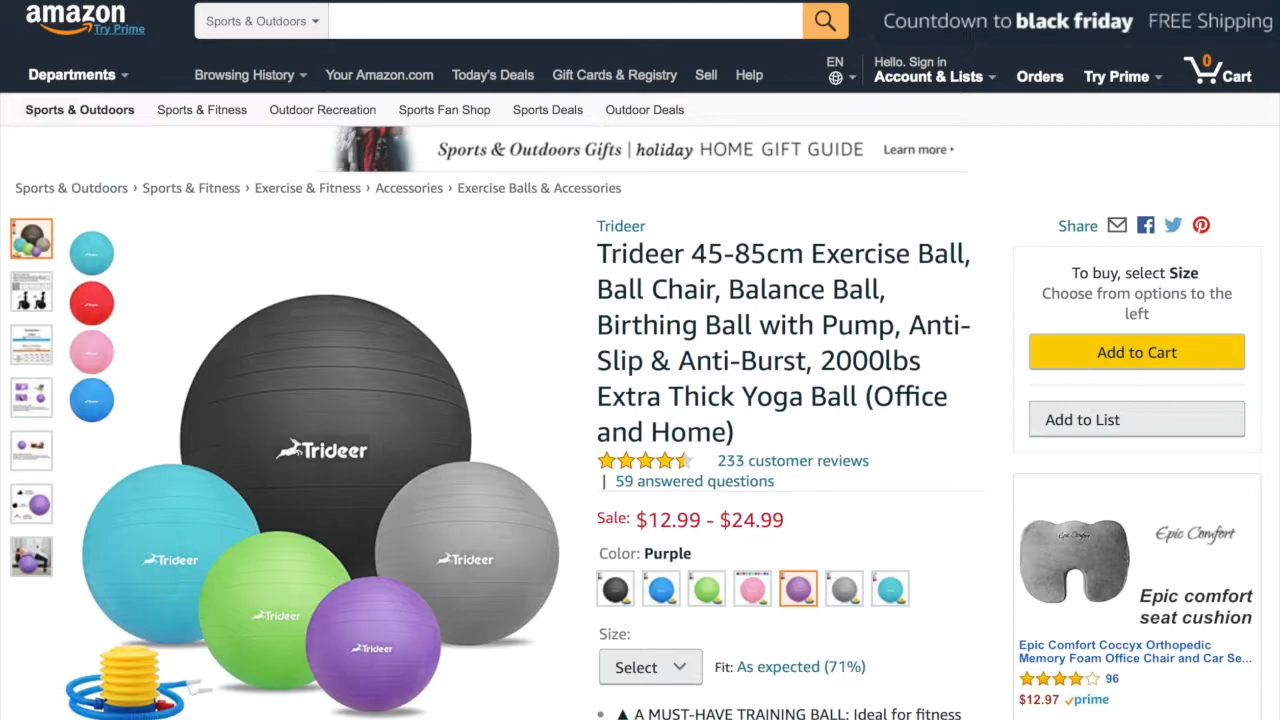 amazon
Try Prime
Sports & Outdoors
Countdown to black friday FREE Shipping
Departments
Browsing History
Your Amazon.com
Today's Deals
Gift Cards & Registry
Sell
Help
EN
Hello. Sign in
Account & Lists
Orders
Try Prime
0
Cart
Sports & Outdoors
Sports & Fitness
Outdoor Recreation
Sports Fan Shop
Sports Deals
Outdoor Deals
Sports & Outdoors Gifts | holiday HOME GIFT GUIDE Learn more
Sports & Outdoors › Sports & Fitness › Exercise & Fitness › Accessories › Exercise Balls & Accessories
Trideer
Trideer
Trideer
Trideer
Trideer
Trideer
Trideer 45-85cm Exercise Ball,
Ball Chair, Balance Ball,
Birthing Ball with Pump, Anti-
Slip & Anti-Burst, 2000lbs
Extra Thick Yoga Ball (Office
and Home)
233 customer reviews
| 59 answered questions
Sale: $12.99 - $24.99
Color: Purple
Size:
Select
Fit: As expected (71%)
▲ A MUST-HAVE TRAINING BALL: Ideal for fitness
Share
To buy, select Size
Choose from options to the
left
Add to Cart
Add to List
Epic Comfort
Epic comfort
seat cushion
Epic Comfort Coccyx Orthopedic
Memory Foam Office Chair and Car Se...
96
$12.97 prime